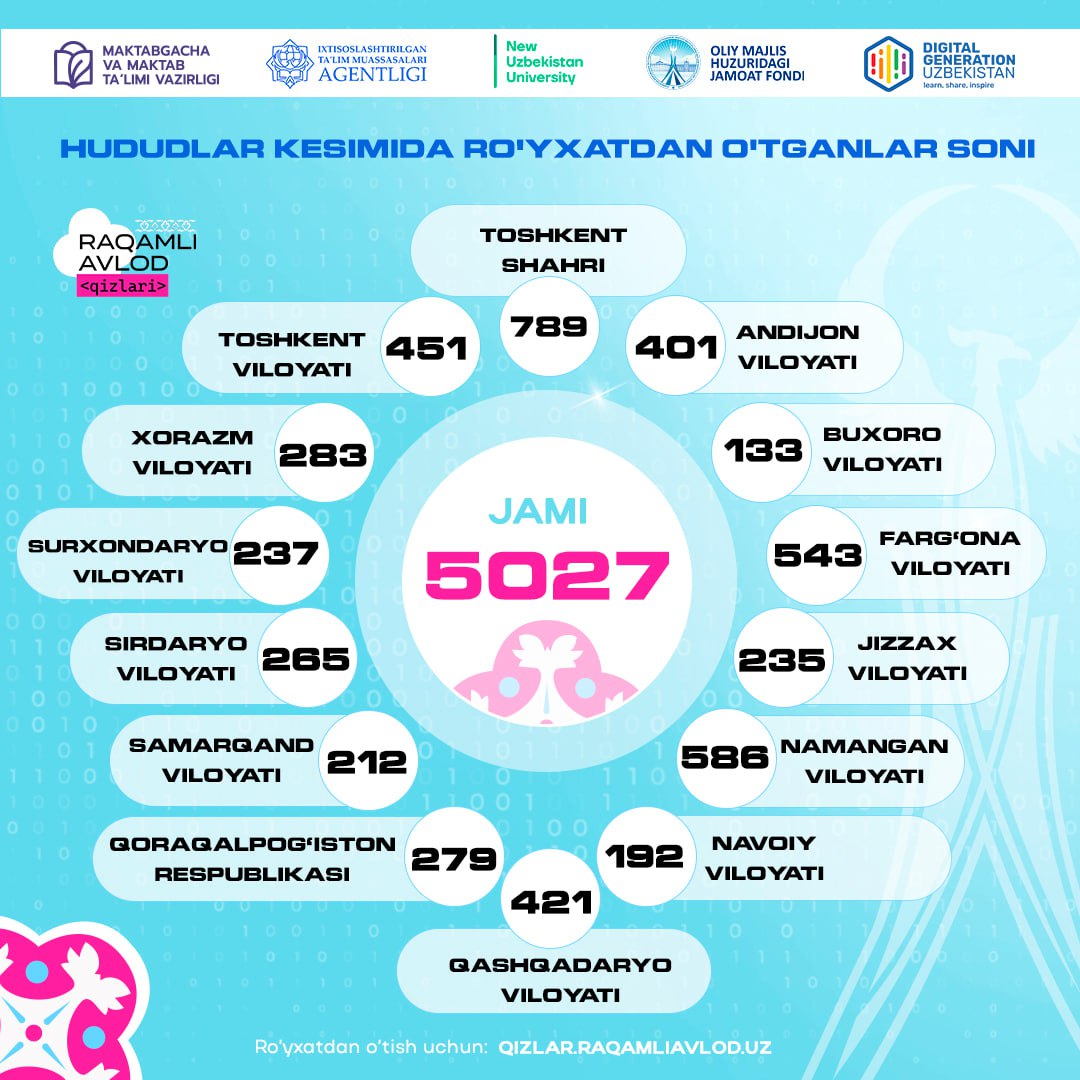 MAKTABGACHA
VA MAKTAB
TA'LIMI VAZIRLIGI
IXTISOSLASHTIRILGAN
TA'LIM MUASSASALARI
AGENTLIGI
New
Uzbekistan
University
OLIY MAJLIS
HUZURIDAGI
JAMOAT FONDI
DIGITAL
GENERATION
UZBEKISTAN
learn, share, inspire
HUDUDLAR KESIMIDA RO'YXATDAN O'TGANLAR SONI
RAQAMLI
AVLOD
<qizlari>
TOSHKENT
SHAHRI
789
TOSHKENT
VILOYATI
451
401
ANDIJON
VILOYATI
XORAZM
VILOYATI
283
133
BUXORO
VILOYATI
SURXONDARYO
VILOYATI
237
JAMI
5027
543
FARG‘ONA
VILOYATI
SIRDARYO
VILOYATI
265
235
JIZZAX
VILOYATI
SAMARQAND
VILOYATI
212
586
NAMANGAN
VILOYATI
QORAQALPOG‘ISTON
RESPUBLIKASI
279
192
NAVOIY
VILOYATI
421
QASHQADARYO
VILOYATI
Ro'yxatdan o'tish uchun: QIZLAR.RAQAMLIAVLOD.UZ